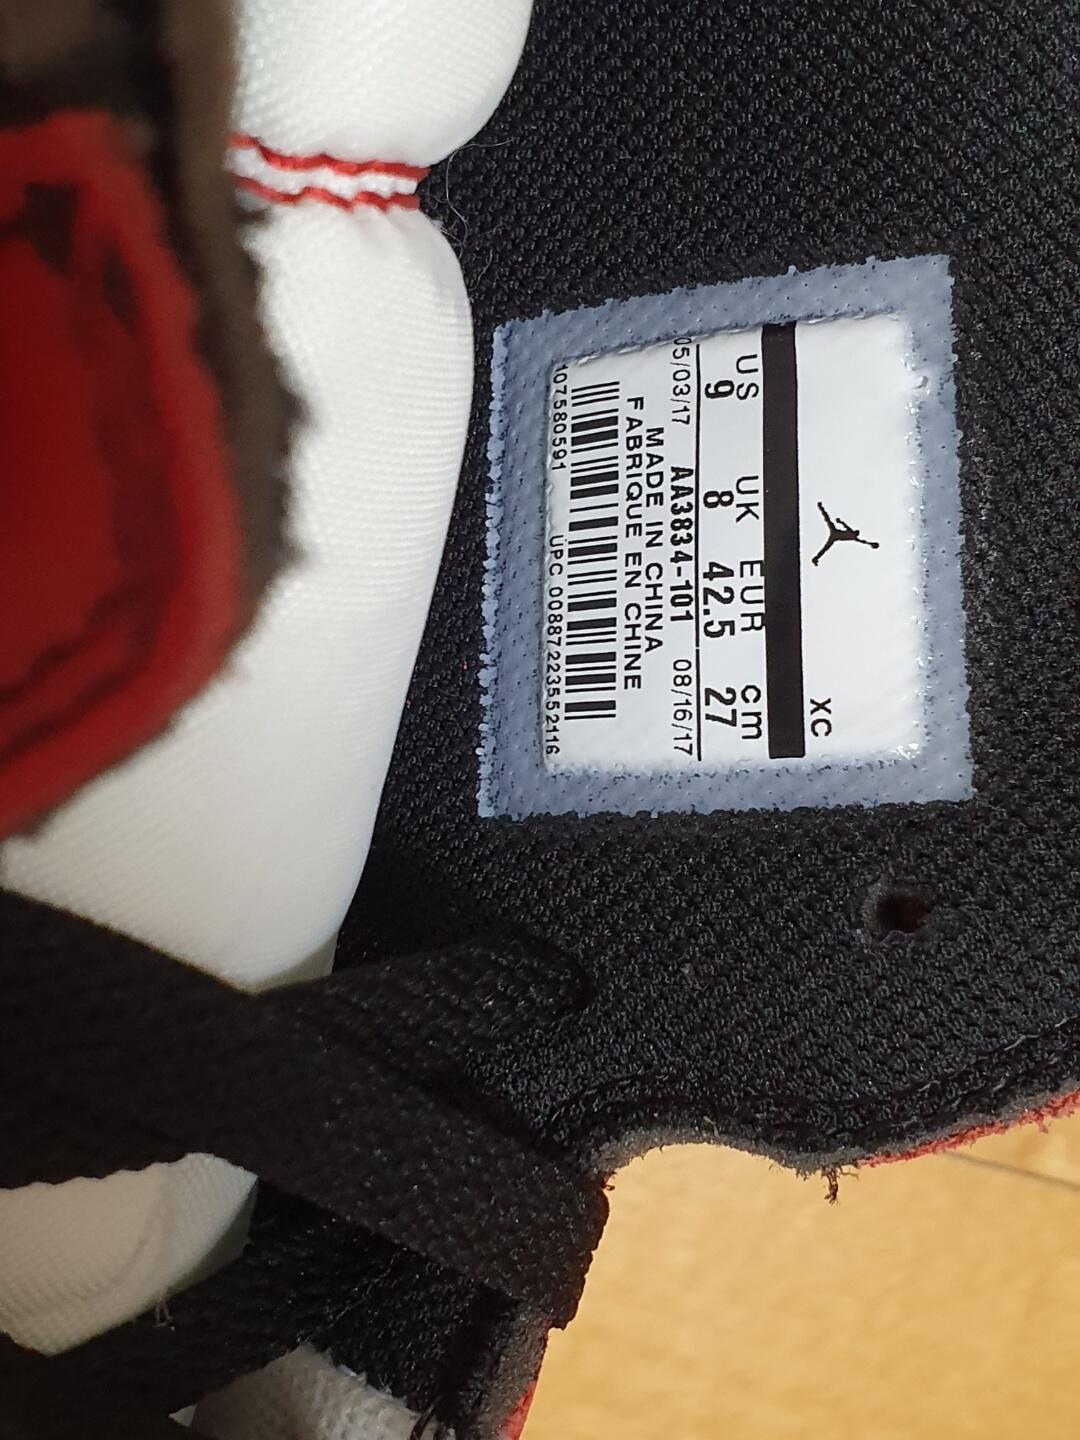 XC
US UK EUR cm
9 8 42.5 27
05/03/17 AA3834-101 08/16/17
MADE IN CHINA
FABRIQUE EN CHINE
107580591 UPC 00887223552116